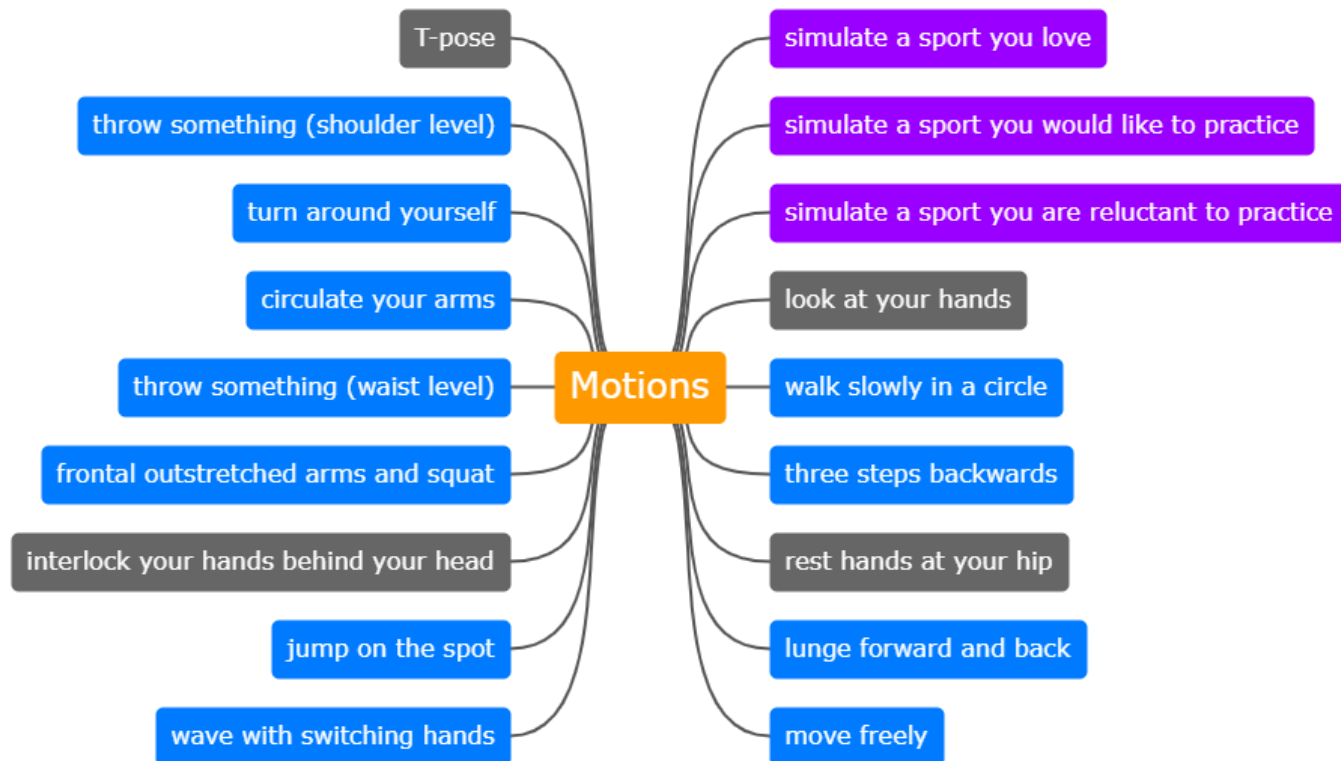 T-pose
throw something (shoulder level)
turn around yourself
circulate your arms
throw something (waist level)
frontal outstretched arms and squat
interlock your hands behind your head
jump on the spot
wave with switching hands
Motions
simulate a sport you love
simulate a sport you would like to practice
simulate a sport you are reluctant to practice
look at your hands
walk slowly in a circle
three steps backwards
rest hands at your hip
lunge forward and back
move freely